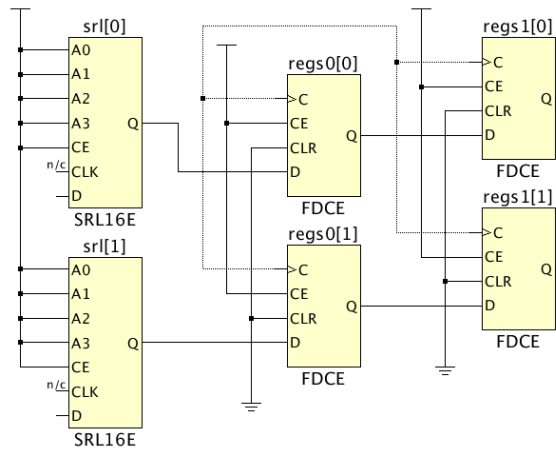 srl[0]
A0
A1
A2
A3
Q
CE
n/c
CLK
D
SRL16E
srl[1]
A0
A1
A2
A3
Q
CE
n/c
CLK
D
SRL16E
regs0[0]
C
CE
Q
CLR
D
FDCE
regs0[1]
C
CE
Q
CLR
D
FDCE
regs1[0]
C
CE
Q
CLR
D
FDCE
regs1[1]
C
CE
Q
CLR
D
FDCE